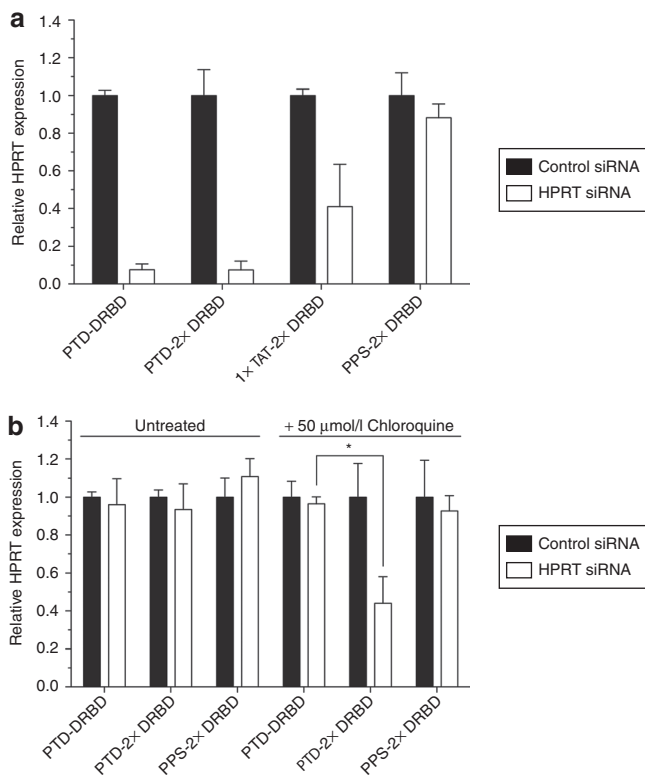 a
Relative HPRT expression
1.4
1.2
1.0
0.8
0.6
0.4
0.2
0.0
PTD-DRBD
PTD-2× DRBD
1× TAT-2× DRBD
PPS-2× DRBD
Control siRNA
HPRT siRNA
b
Relative HPRT expression
1.4
1.2
1.0
0.8
0.6
0.4
0.2
0.0
Untreated
+ 50 μmol/l Chloroquine
*
PTD-DRBD
PTD-2× DRBD
PPS-2× DRBD
PTD-DRBD
PTD-2× DRBD
PPS-2× DRBD
Control siRNA
HPRT siRNA